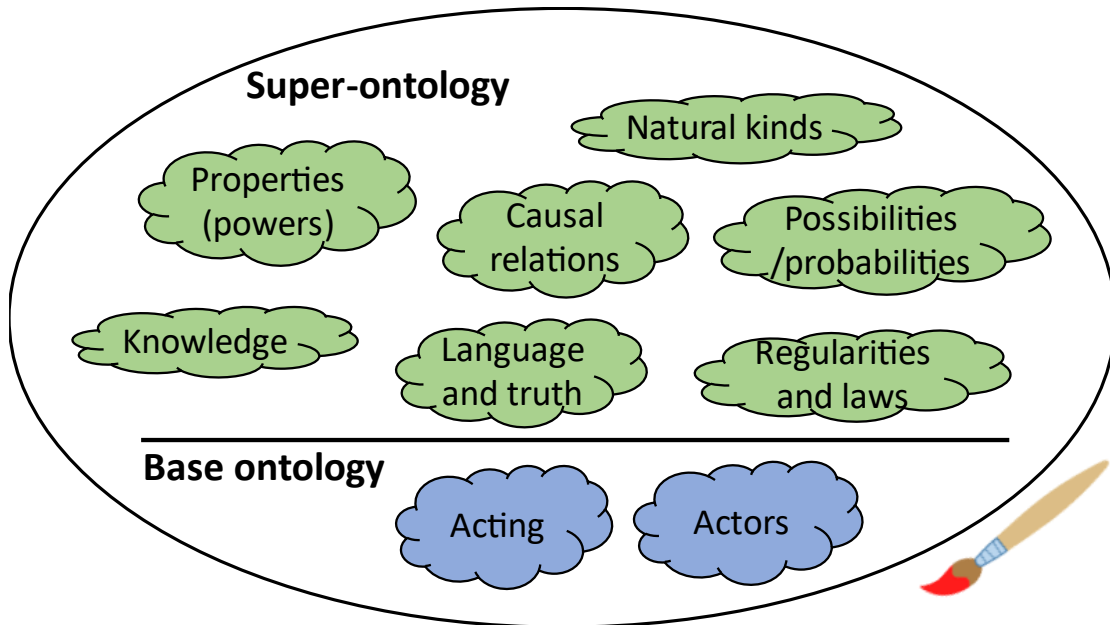 Super-ontology
Natural kinds
Properties
(powers)
Causal
relations
Possibilities
/probabilities
Knowledge
Language
and truth
Regularities
and laws
Base ontology
Acting
Actors